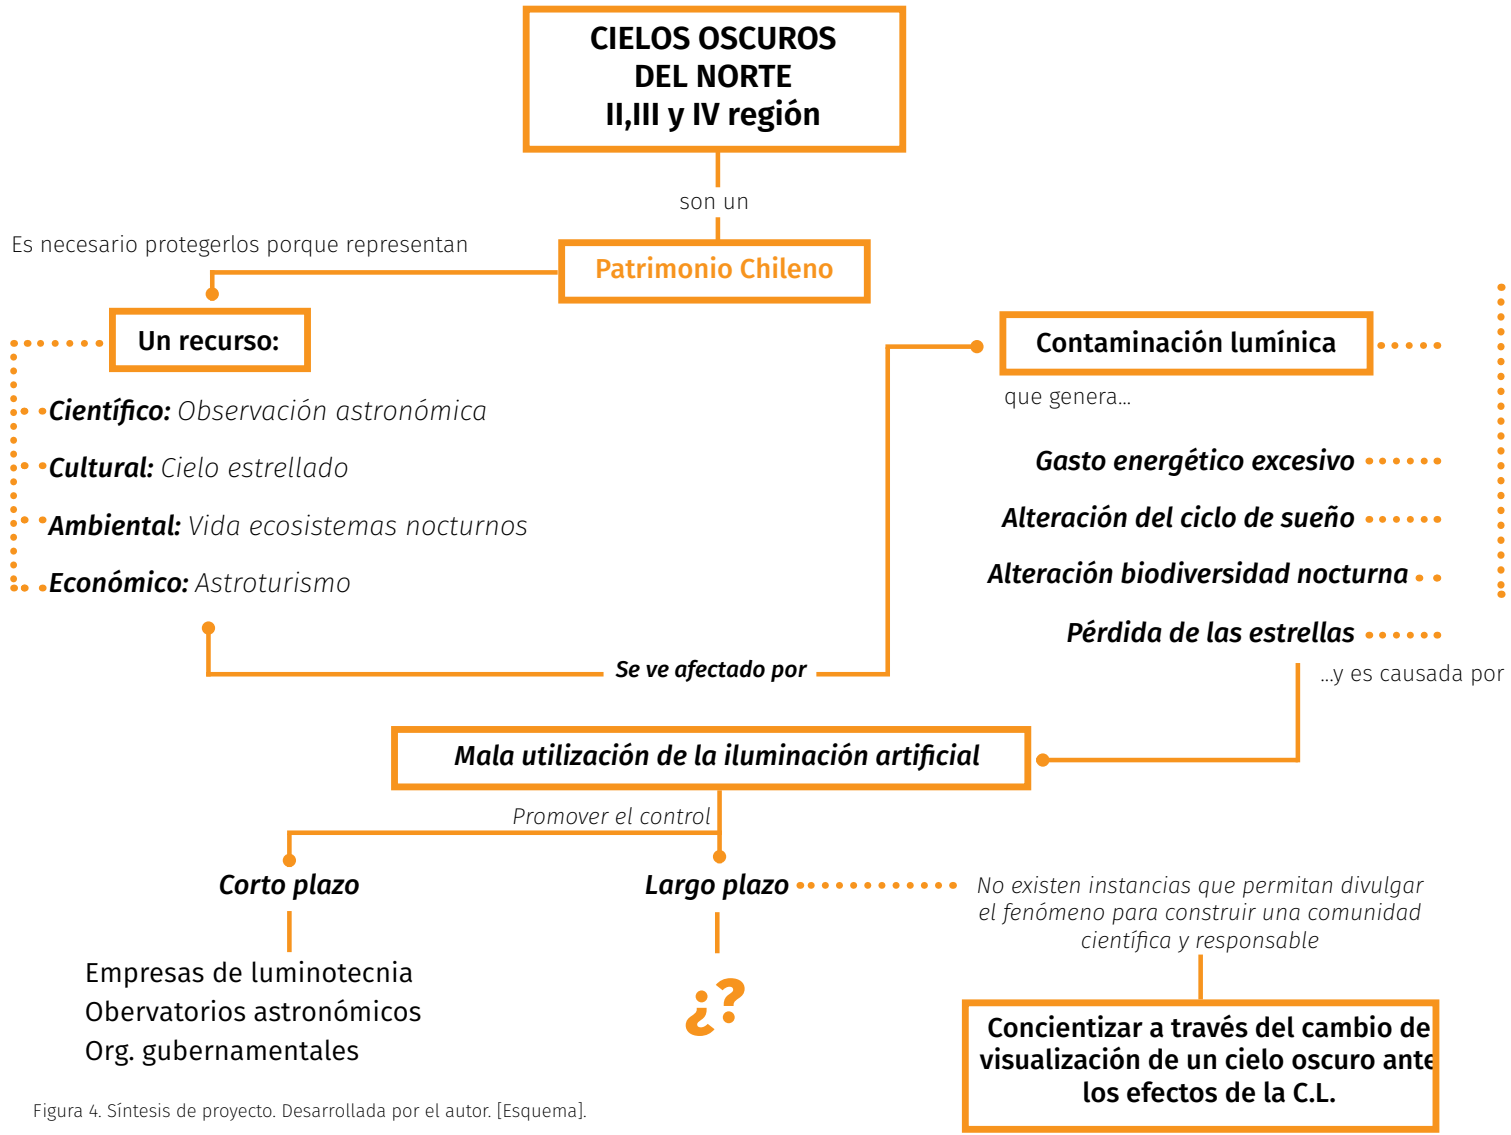 CIELOS OSCUROS
DEL NORTE
II,III y IV región
son un
Es necesario protegerlos porque representan
Patrimonio Chileno
Un recurso:
Científico: Observación astronómica
Cultural: Cielo estrellado
Ambiental: Vida ecosistemas nocturnos
Económico: Astroturismo
Se ve afectado por
Contaminación lumínica
que genera...
Gasto energético excesivo
Alteración del ciclo de sueño
Alteración biodiversidad nocturna
Pérdida de las estrellas
...y es causada por
Mala utilización de la iluminación artificial
Promover el control
Corto plazo
Empresas de luminotecnia
Obervatorios astronómicos
Org. gubernamentales
Largo plazo
¿?
No existen instancias que permitan divulgar
el fenómeno para construir una comunidad
científica y responsable
Concientizar a través del cambio de
visualización de un cielo oscuro ante
los efectos de la C.L.
Figura 4. Síntesis de proyecto. Desarrollada por el autor. [Esquema].